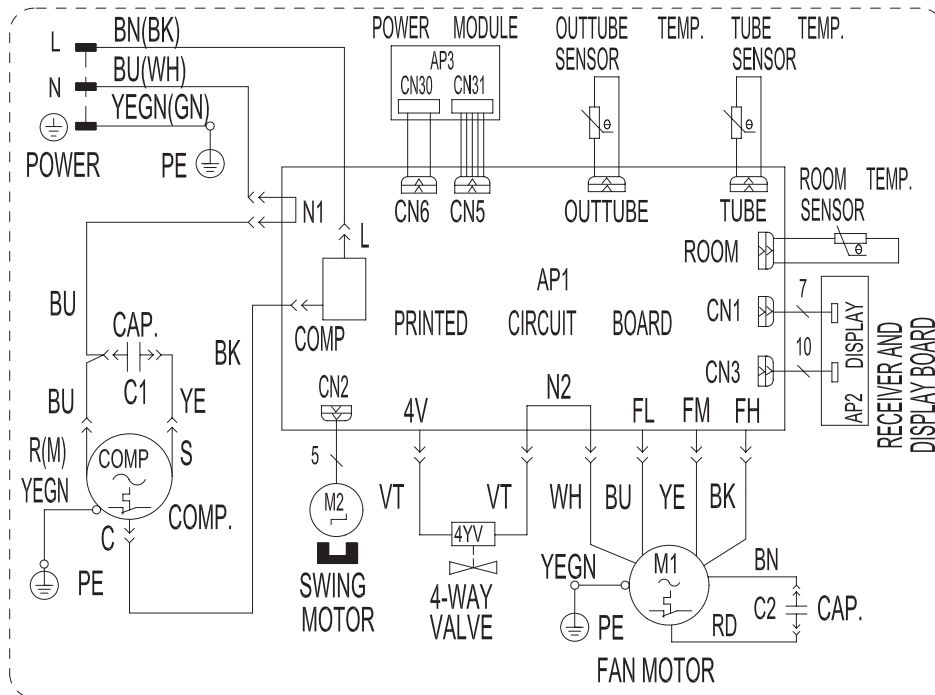 L BN(BK)
N BU(WH)
YEGN(GN)
POWER PE
POWER MODULE
AP3
CN30 CN31
CN6 CN5
OUTTUBE TEMP.
SENSOR
θ
OUTTUBE
TUBE TEMP.
SENSOR
θ
TUBE
ROOM TEMP.
SENSOR
θ
ROOM
N1
L
COMP
AP1
PRINTED CIRCUIT BOARD
CN1 7
CN3 10
AP2 DISPLAY
RECEIVER AND
DISPLAY BOARD
BU
CAP.
C1
BK
BU YE
R(M) COMP S
YEGN
C COMP.
PE
CN2
5
M2
SWING
MOTOR
4V N2 FL FM FH
VT VT WH BU YE BK
4YV
4-WAY
VALVE
YEGN
PE
M1
BN
C2 CAP.
RD
FAN MOTOR